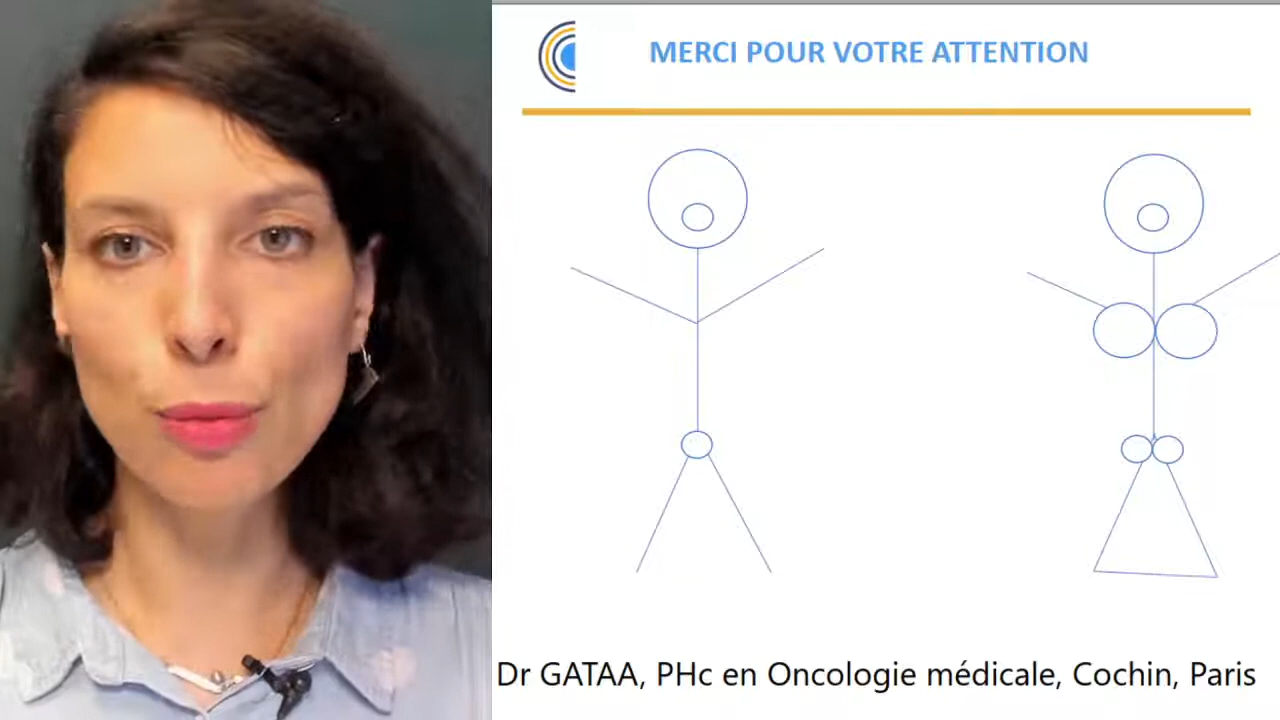 MERCI POUR VOTRE ATTENTION
Dr GATAA, PHc en Oncologie médicale, Cochin, Paris